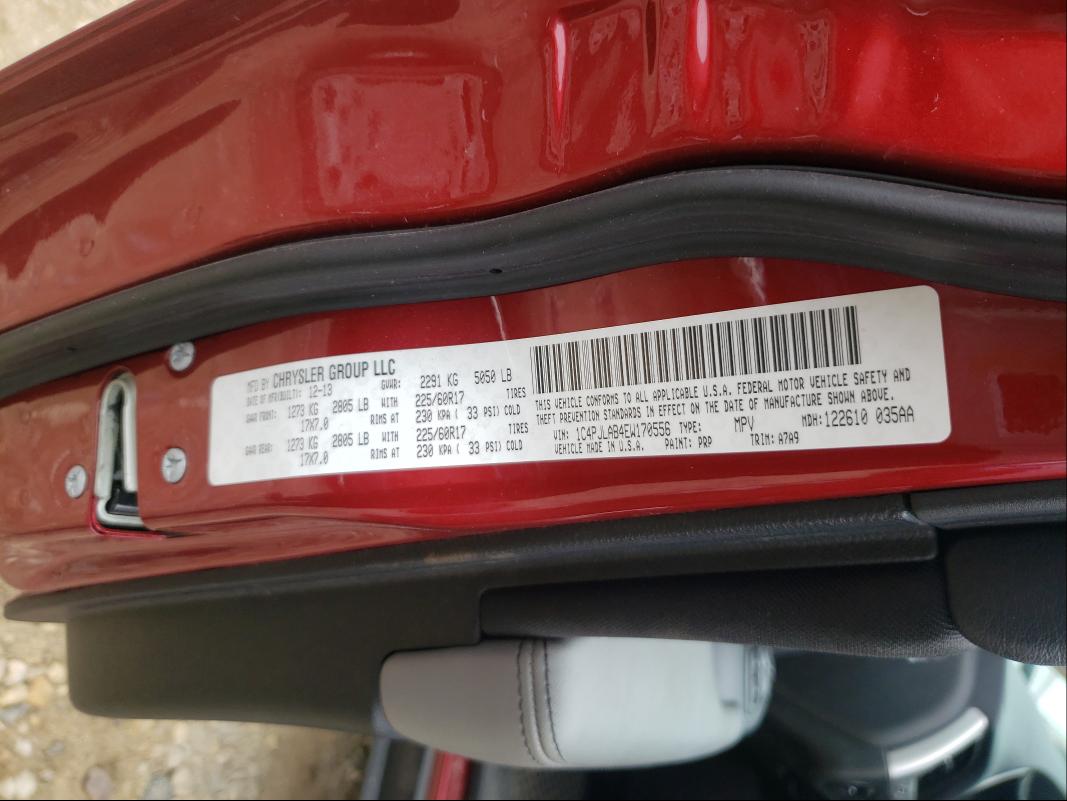 MFD BY CHRYSLER GROUP LLC
DATE OF MFR(BUILT): 12-13 GVWR: 2291 KG 5050 LB
GAWR FRONT: 1273 KG 2805 LB WITH 225/60R17 TIRES
17X7.0 RIMS AT 230 KPA ( 33 PSI) COLD
GAWR REAR: 1273 KG 2805 LB WITH 225/60R17 TIRES
17X7.0 RIMS AT 230 KPA ( 33 PSI) COLD
THIS VEHICLE CONFORMS TO ALL APPLICABLE U.S.A. FEDERAL MOTOR VEHICLE SAFETY AND
THEFT PREVENTION STANDARDS IN EFFECT ON THE DATE OF MANUFACTURE SHOWN ABOVE.
VIN: 1C4PJLAB4EW170556 TYPE: MPV MDH:122610 035AA
VEHICLE MADE IN U.S.A. PAINT: PRP TRIM: A7A9